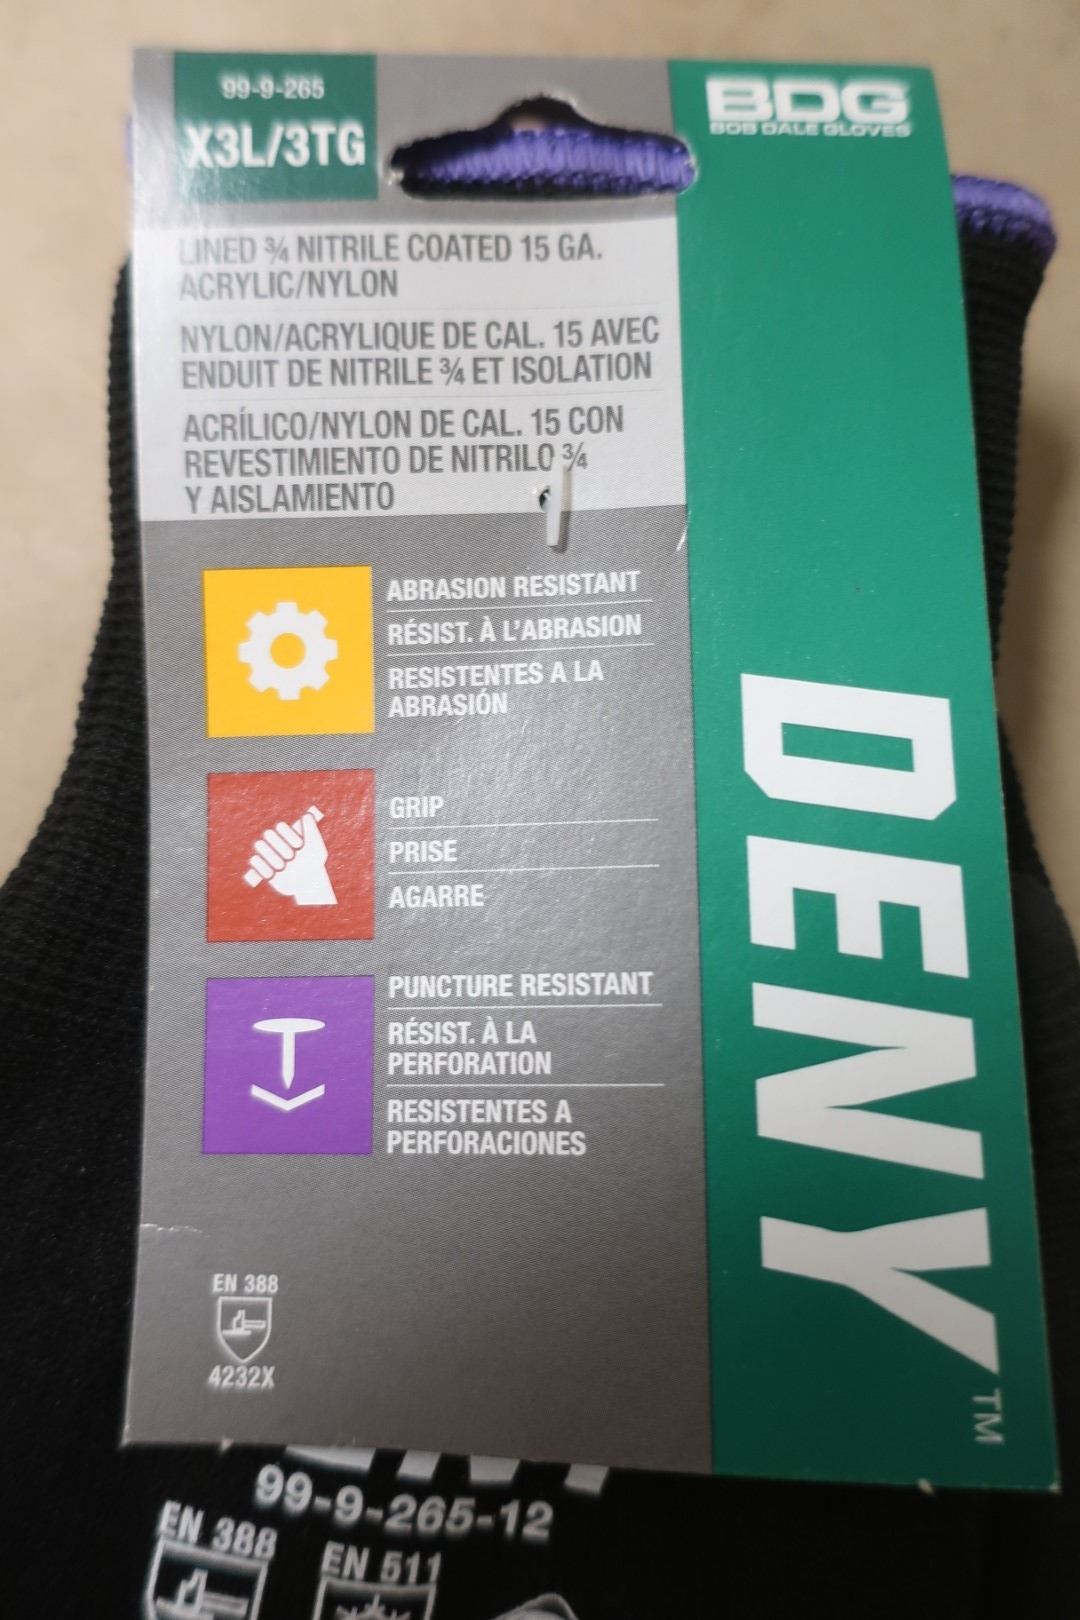 99-9-265
X3L/3TG
BDG
BOB DALE GLOVES
LINED ¾ NITRILE COATED 15 GA.
ACRYLIC/NYLON
NYLON/ACRYLIQUE DE CAL. 15 AVEC
ENDUIT DE NITRILE ¾ ET ISOLATION
ACRÍLICO/NYLON DE CAL. 15 CON
REVESTIMIENTO DE NITRILO ¾
Y AISLAMIENTO
ABRASION RESISTANT
RÉSIST. À L'ABRASION
RESISTENTES A LA
ABRASIÓN
GRIP
PRISE
AGARRE
PUNCTURE RESISTANT
RÉSIST. À LA
PERFORATION
RESISTENTES A
PERFORACIONES
DENY™
EN 388
4232X
99-9-265-12
EN 388
EN 511